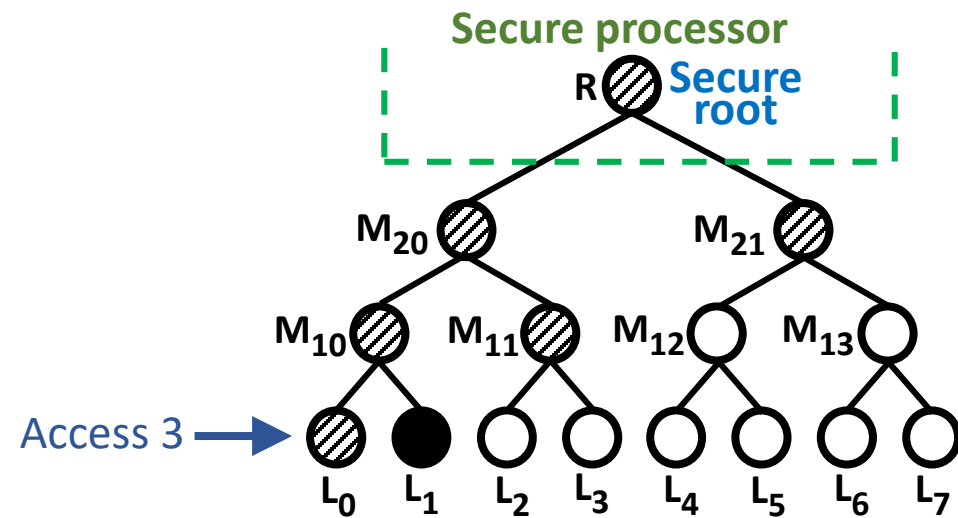 Secure processor
R
Secure
root
M20
M21
M10
M11
M12
M13
Access 3
L0
L1
L2
L3
L4
L5
L6
L7